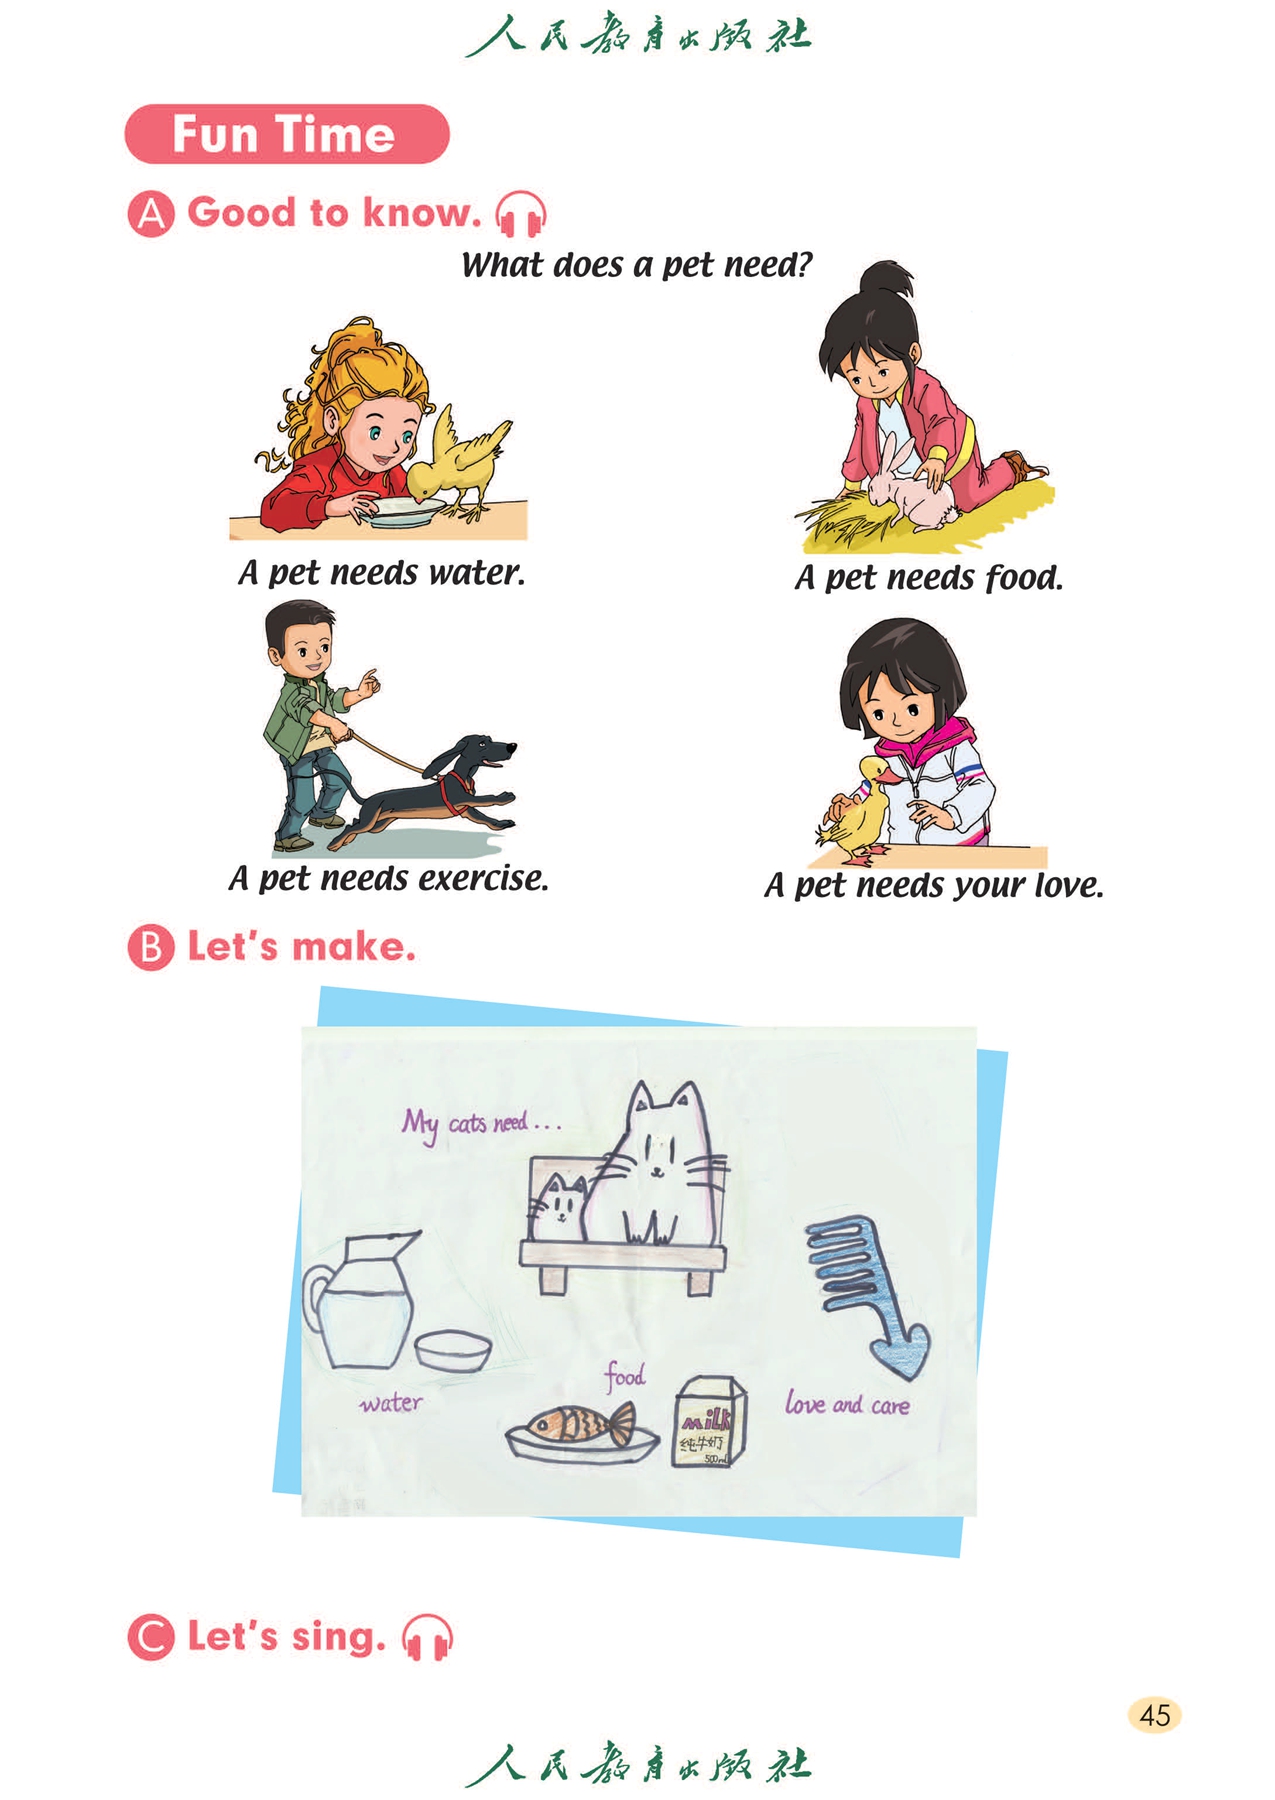 人民教育出版社
Fun Time
A Good to know.
What does a pet need?
A pet needs water.
A pet needs food.
A pet needs exercise.
A pet needs your love.
B Let's make.
My cats need...
water
food
MiLK
纯牛奶
500ml
love and care
C Let's sing.
45
人民教育出版社